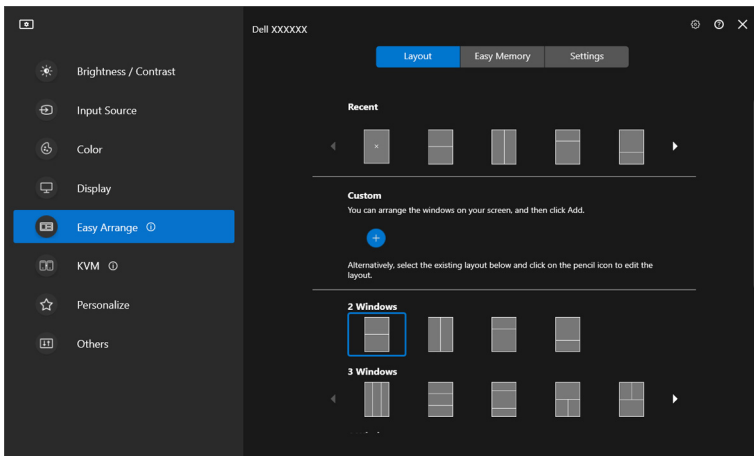 Dell XXXXXX
Brightness / Contrast
Input Source
Color
Display
Easy Arrange
KVM
Personalize
Others
Layout
Easy Memory
Settings
Recent
Custom
You can arrange the windows on your screen, and then click Add.
Alternatively, select the existing layout below and click on the pencil icon to edit the
layout.
2 Windows
3 Windows